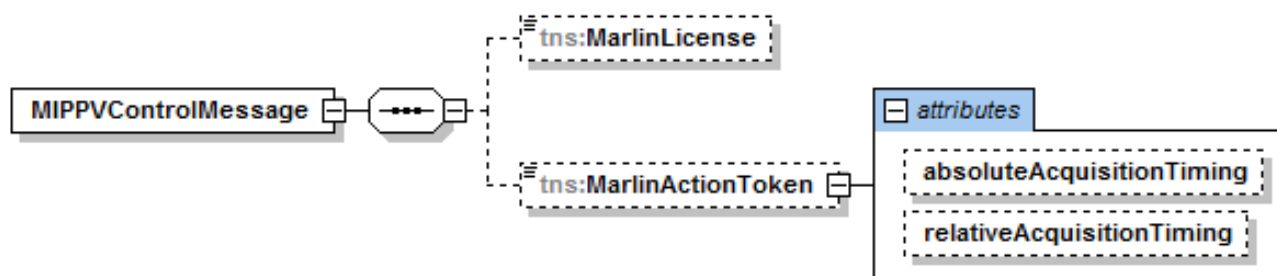 tns:MarlinLicense
MIPPVControlMessage
attributes
tns:MarlinActionToken
absoluteAcquisitionTiming
relativeAcquisitionTiming